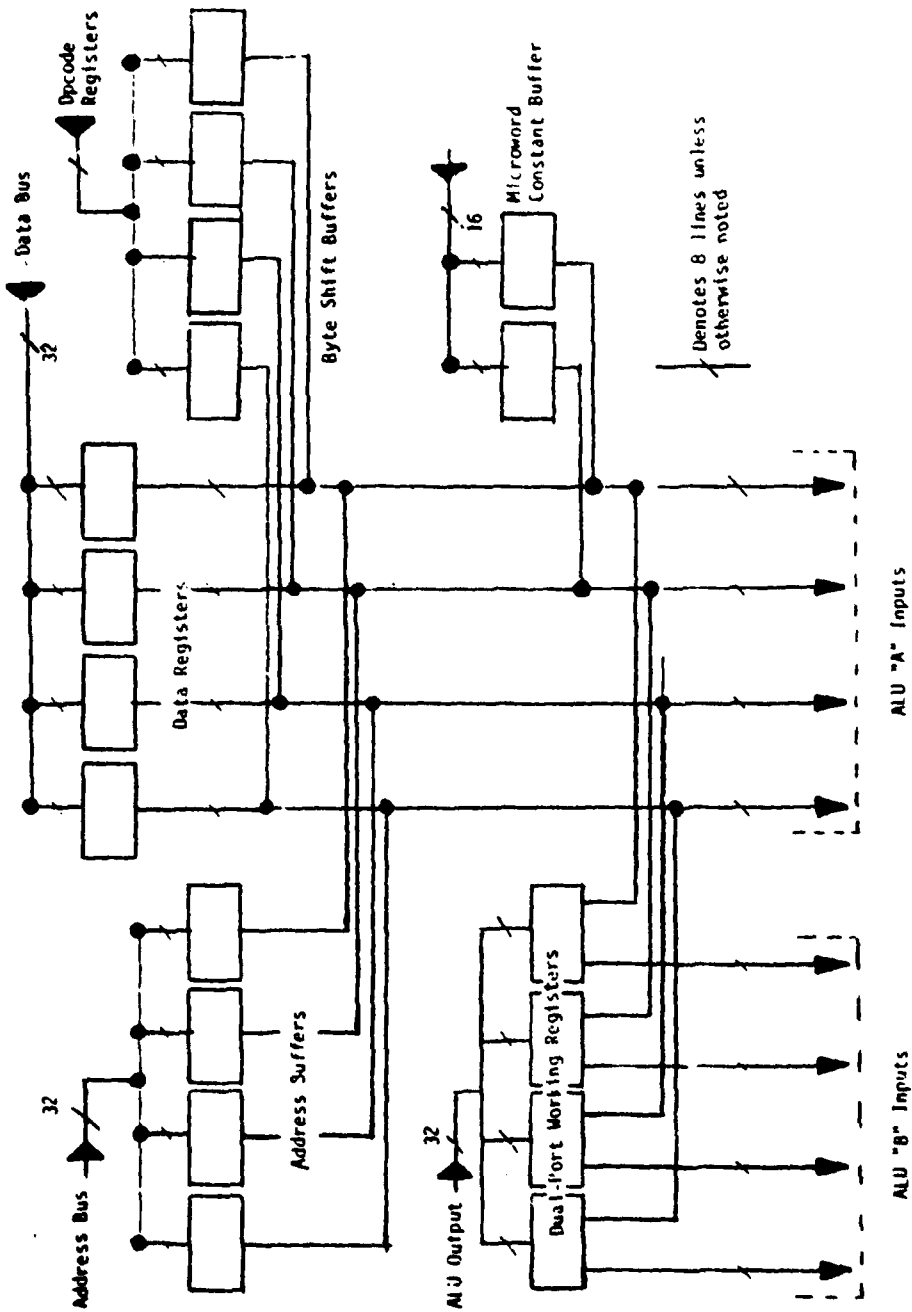 Opcode
Registers
Data Bus
32
Address Bus
32
Byte Shift Buffers
Data Registers
Address Suffers
Microword
Constant Buffer
16
Denotes 8 lines unless
otherwise noted
ALU Output
32
Dual-Port Working Registers
ALU "A" Inputs
ALU "B" Inputs